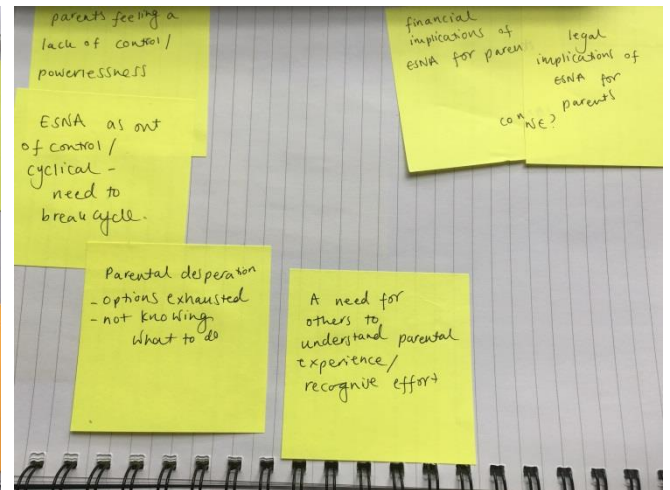 parents feeling a
lack of control/
powerlessness
ESNA as out
of control/
cyclical -
need to
break cycle.
Parental desperation
- options exhausted
- not knowing
what to do
A need for
others to
understand parental
experience/
recognise effort
financial
implications of
ESNA for paren
legal
implications of
ESNA for
parents